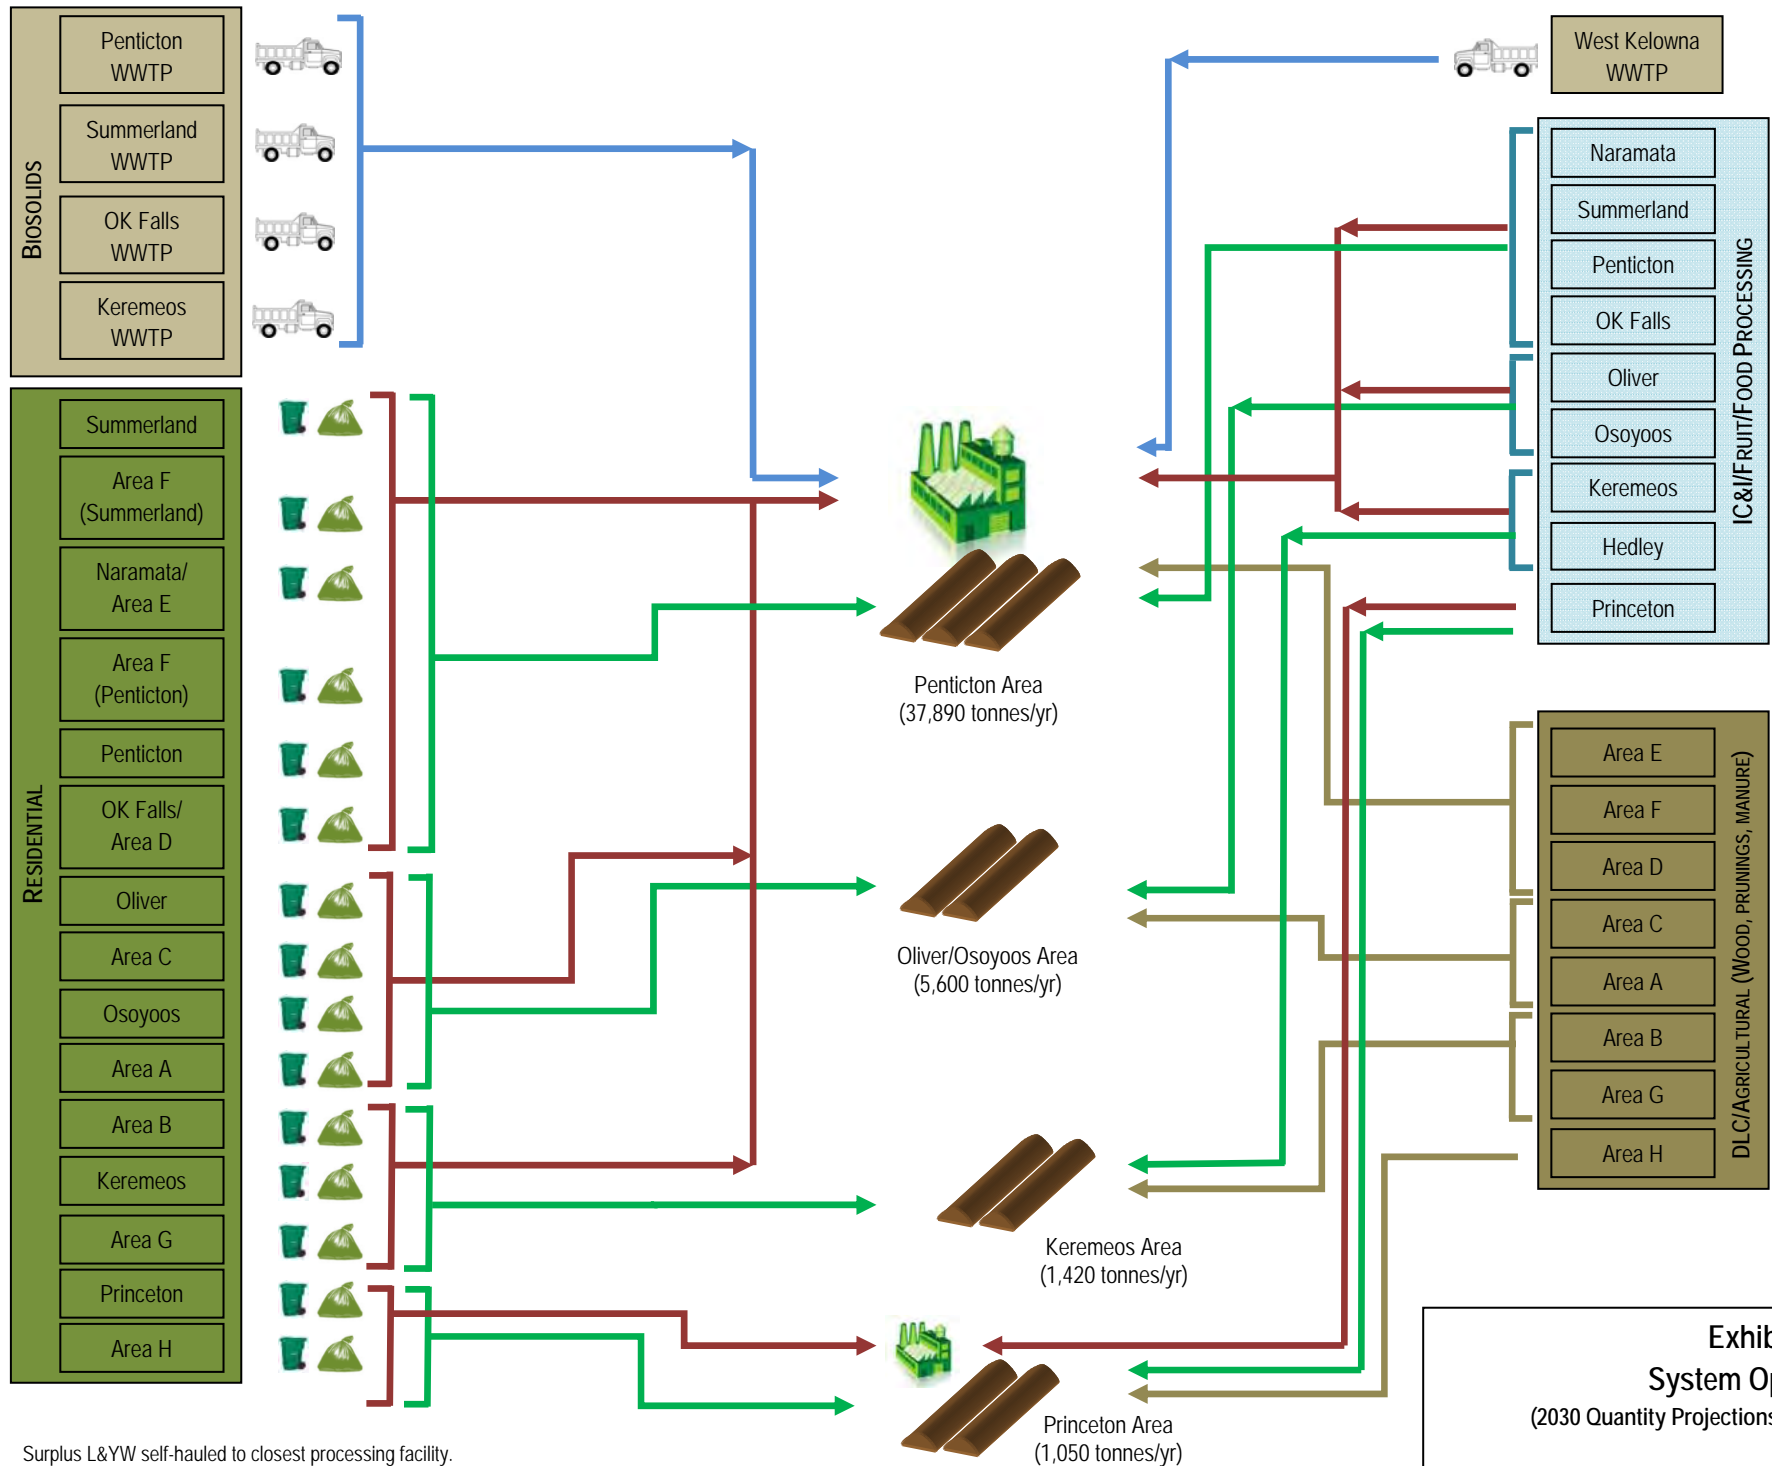 BIOSOLIDS
Penticton
WWTP
Summerland
WWTP
OK Falls
WWTP
Keremeos
WWTP
RESIDENTIAL
Summerland
Area F
(Summerland)
Naramata/
Area E
Area F
(Penticton)
Penticton
OK Falls/
Area D
Oliver
Area C
Osoyoos
Area A
Area B
Keremeos
Area G
Princeton
Area H
Surplus L&YW self-hauled to closest processing facility.
Penticton Area
(37,890 tonnes/yr)
Oliver/Osoyoos Area
(5,600 tonnes/yr)
Keremeos Area
(1,420 tonnes/yr)
Princeton Area
(1,050 tonnes/yr)
West Kelowna
WWTP
IC&I/FRUIT/FOOD PROCESSING
Naramata
Summerland
Penticton
OK Falls
Oliver
Osoyoos
Keremeos
Hedley
Princeton
DLC/AGRICULTURAL (WOOD, PRUNINGS, MANURE)
Area E
Area F
Area D
Area C
Area A
Area B
Area G
Area H
Exhib
System Op
(2030 Quantity Projections